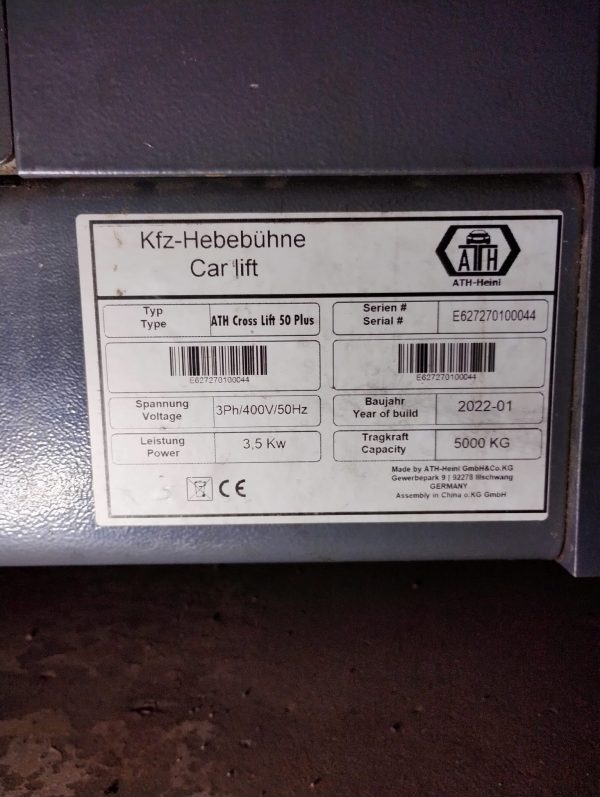 Kfz-Hebebühne
Car lift
ATH
ATH-Heinl
Typ
Type
ATH Cross Lift 50 Plus
Serien #
Serial #
E627270100044
E627270100044
E627270100044
Spannung
Voltage
3Ph/400V/50Hz
Baujahr
Year of build
2022-01
Leistung
Power
3,5 Kw
Tragkraft
Capacity
5000 KG
Made by ATH-Heinl GmbH&Co.KG
Gewerbepark 9 | 92278 Illschwang
GERMANY
Assembly in China o.KG GmbH
CE